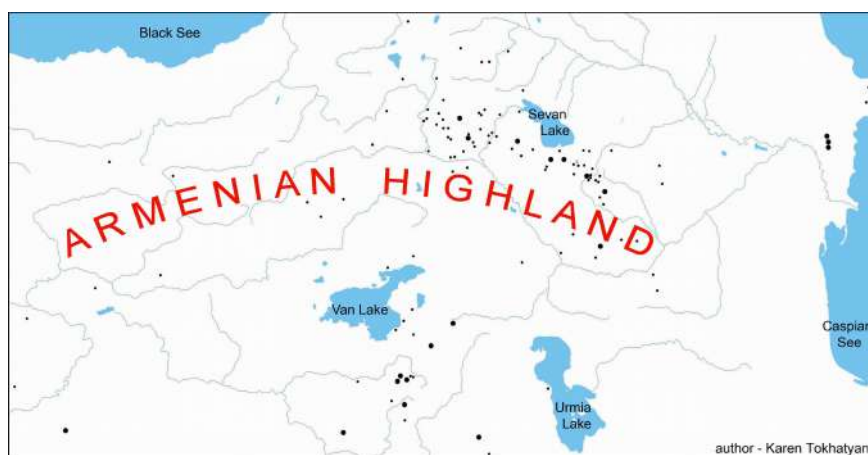 Black See
Sevan
Lake
ARMENIAN HIGHLAND
Van Lake
Caspian
See
Urmia
Lake
author - Karen Tokhatyan